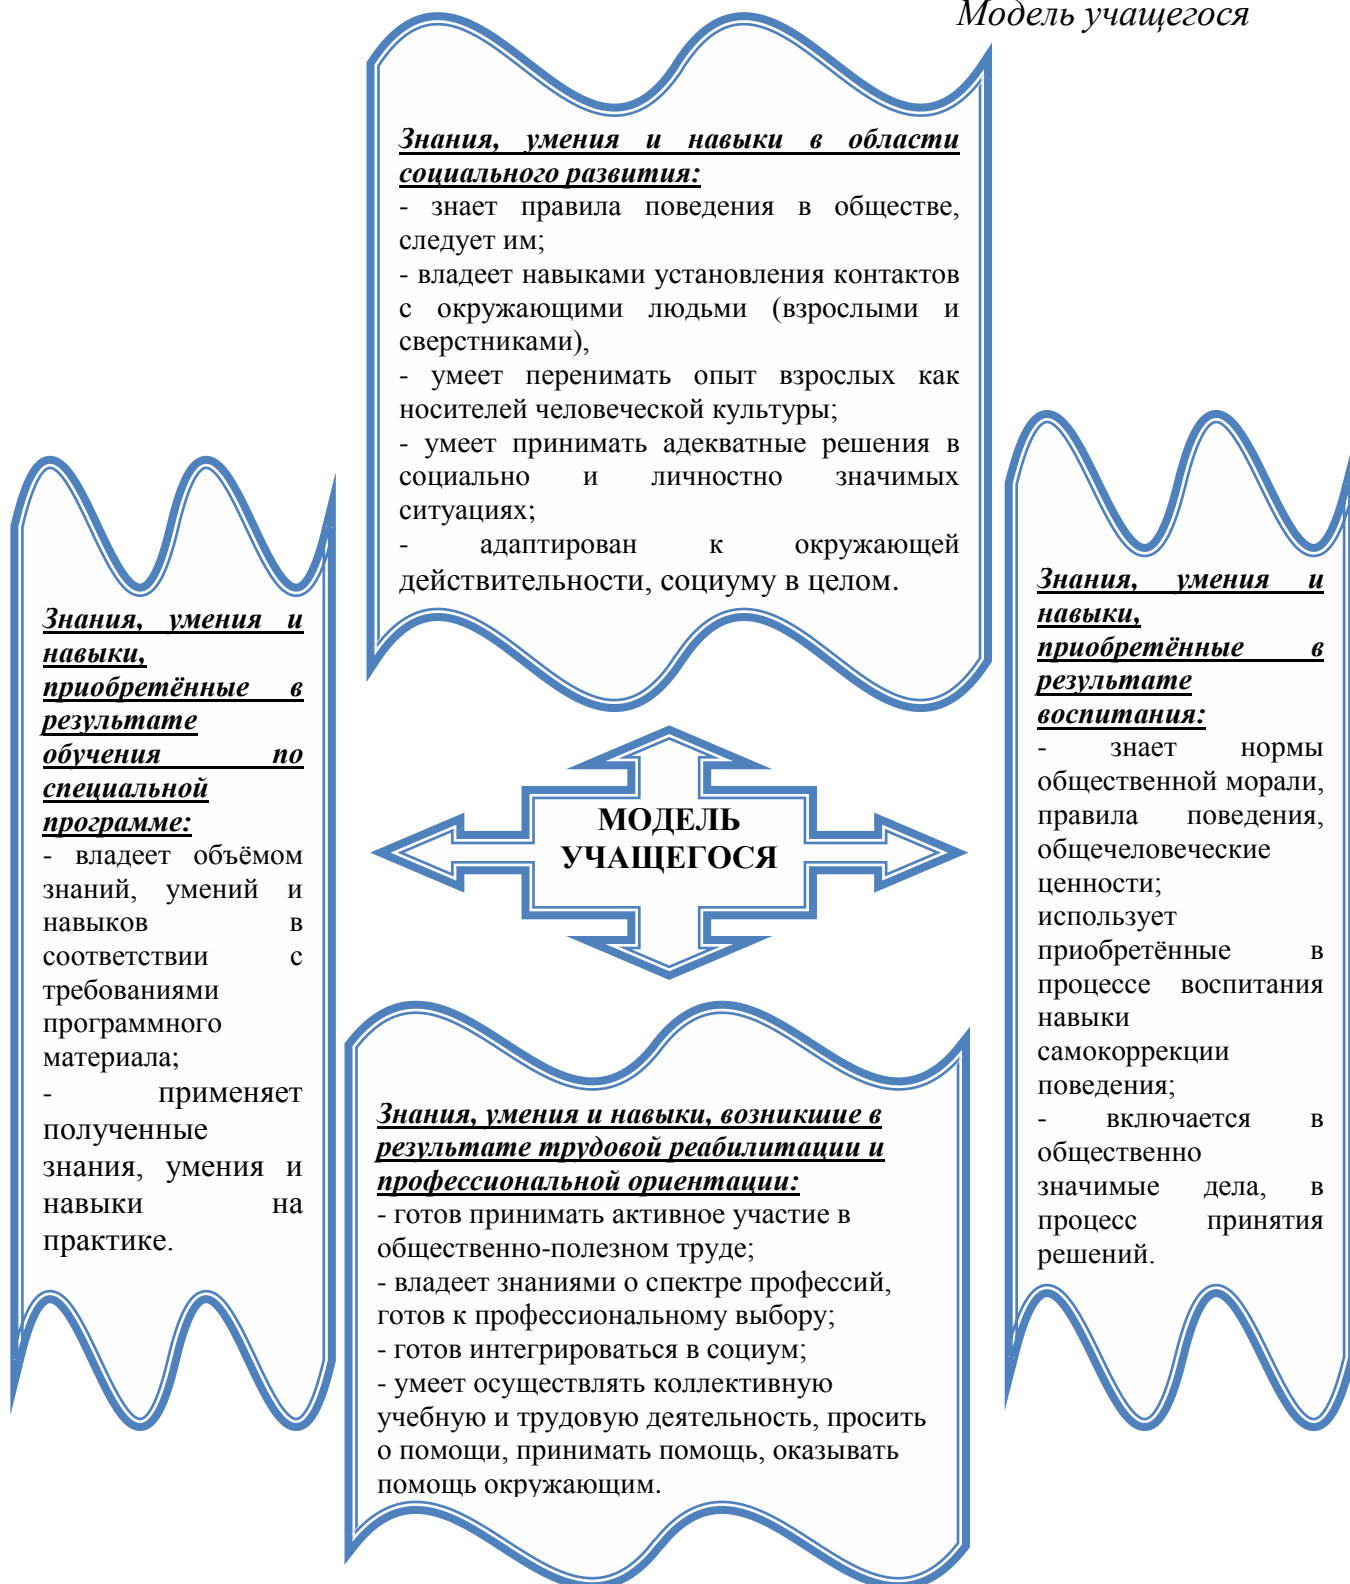 Модель учащегося
Знания, умения и навыки в области
социального развития:
- знает правила поведения в обществе,
следует им;
- владеет навыками установления контактов
с окружающими людьми (взрослыми и
сверстниками),
- умеет перенимать опыт взрослых как
носителей человеческой культуры;
- умеет принимать адекватные решения в
социально и личностно значимых
ситуациях;
- адаптирован к окружающей
действительности, социуму в целом.
Знания, умения и
навыки,
приобретённые в
результате
обучения по
специальной
программе:
- владеет объёмом
знаний, умений и
навыков в
соответствии с
требованиями
программного
материала;
- применяет
полученные
знания, умения и
навыки на
практике.
МОДЕЛЬ
УЧАЩЕГОСЯ
Знания, умения и
навыки,
приобретённые в
результате
воспитания:
- знает нормы
общественной морали,
правила поведения,
общечеловеческие
ценности;
использует
приобретённые в
процессе воспитания
навыки
самокоррекции
поведения;
- включается в
общественно
значимые дела, в
процесс принятия
решений.
Знания, умения и навыки, возникшие в
результате трудовой реабилитации и
профессиональной ориентации:
- готов принимать активное участие в
общественно-полезном труде;
- владеет знаниями о спектре профессий,
готов к профессиональному выбору;
- готов интегрироваться в социум;
- умеет осуществлять коллективную
учебную и трудовую деятельность, просить
о помощи, принимать помощь, оказывать
помощь окружающим.